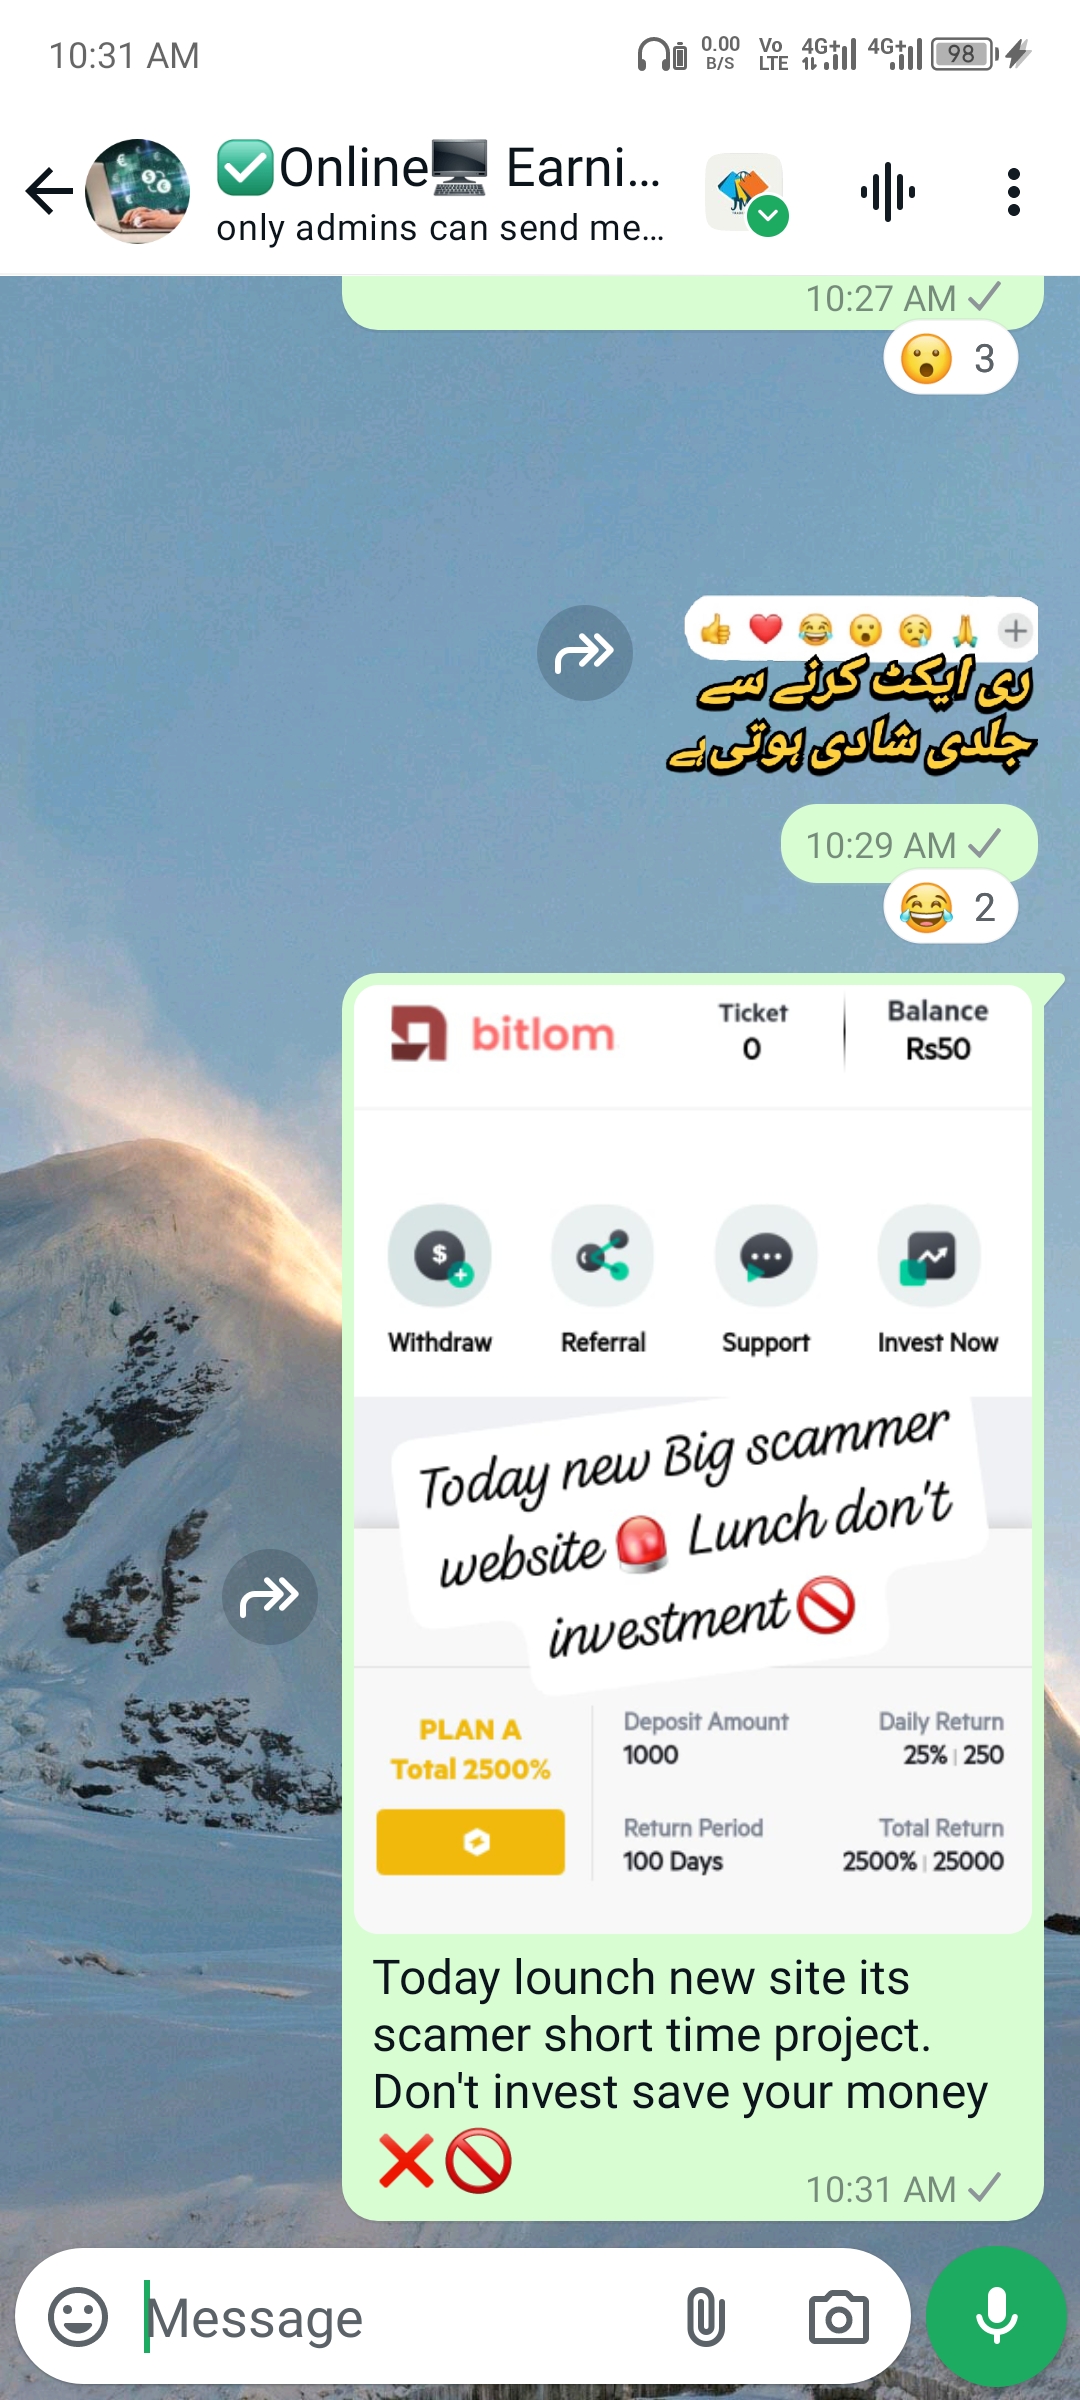 10:31 AM
0.00
B/S
Vo
LTE
4G+
4G+
98
✅Online🖥️ Earni...
only admins can send me...
10:27 AM
😮 3
ری ایکٹ کرنے سے
جلدی شادی ہوتی ہے
10:29 AM
😂 2
bitlom
Ticket
0
Balance
Rs50
Withdraw
Referral
Support
Invest Now
Today new Big scammer
website 🚨 Lunch don't
investment 🚫
PLAN A
Total 2500%
Deposit Amount
1000
Daily Return
25% | 250
Return Period
100 Days
Total Return
2500% | 25000
Today lounch new site its
scamer short time project.
Don't invest save your money
❌🚫
10:31 AM
Message